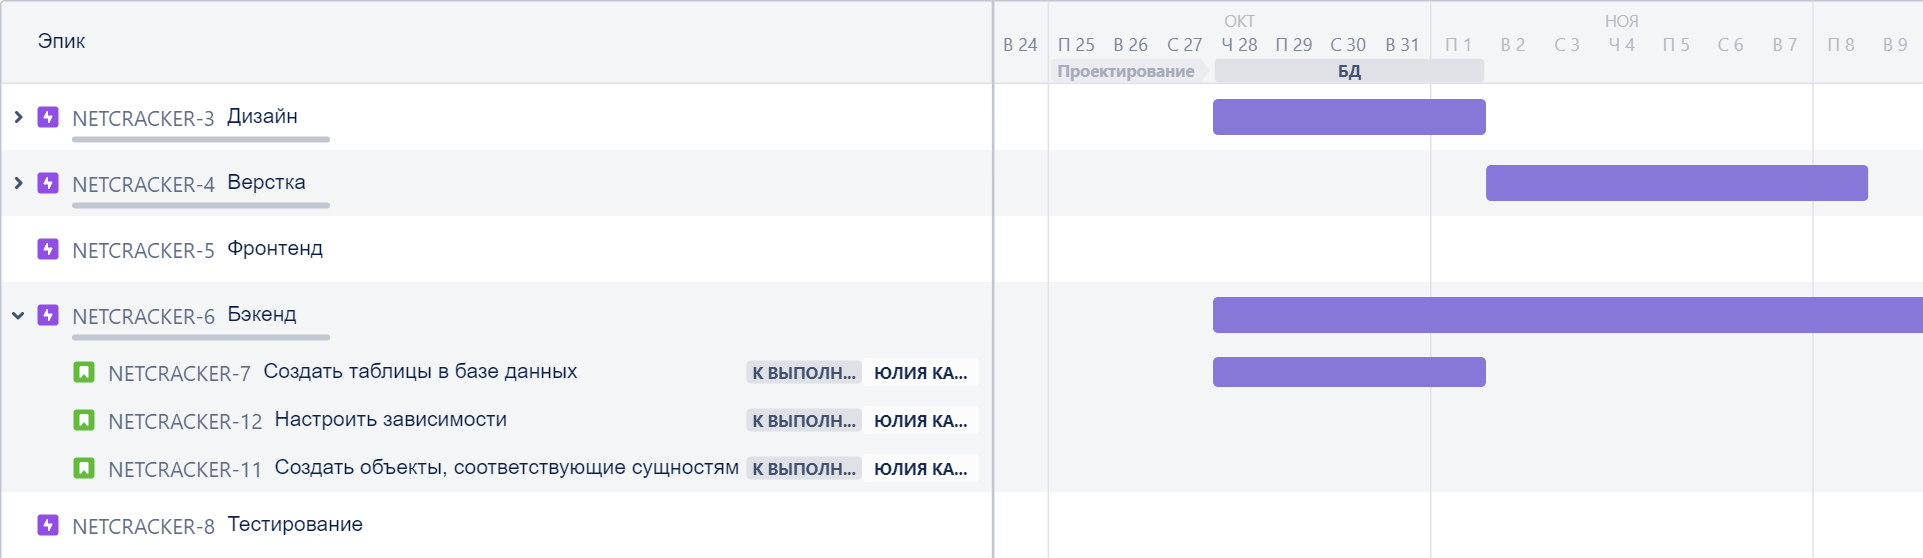 Эпик
ОКТ НОЯ
В 24 П 25 В 26 С 27 Ч 28 П 29 С 30 В 31 П 1 В 2 С 3 Ч 4 П 5 С 6 В 7 П 8 В 9
Проектирование БД
NETCRACKER-3 Дизайн
NETCRACKER-4 Верстка
NETCRACKER-5 Фронтенд
NETCRACKER-6 Бэкенд
NETCRACKER-7 Создать таблицы в базе данных К ВЫПОЛН... ЮЛИЯ КА...
NETCRACKER-12 Настроить зависимости К ВЫПОЛН... ЮЛИЯ КА...
NETCRACKER-11 Создать объекты, соответствующие сущностям К ВЫПОЛН... ЮЛИЯ КА...
NETCRACKER-8 Тестирование